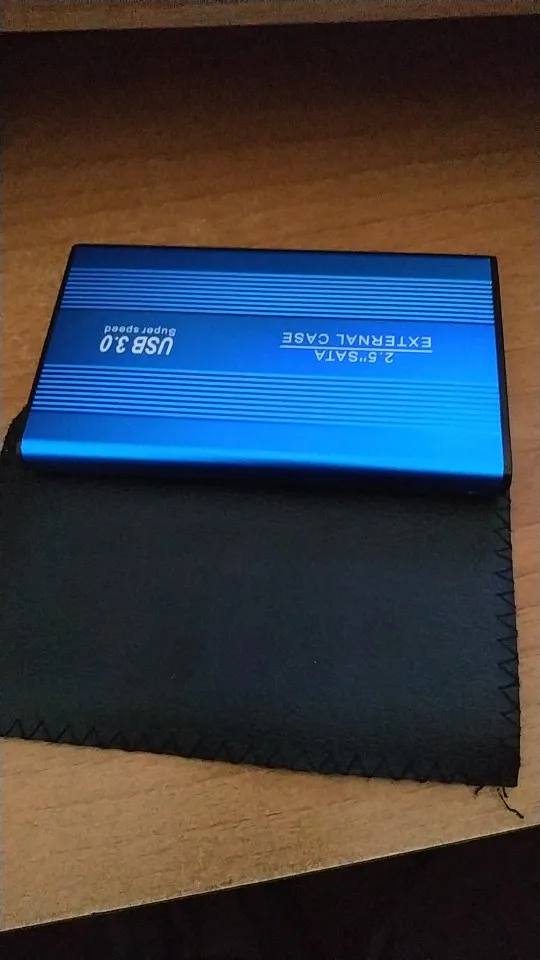 2.5"SATA
EXTERNAL CASE
USB 3.0
Super speed